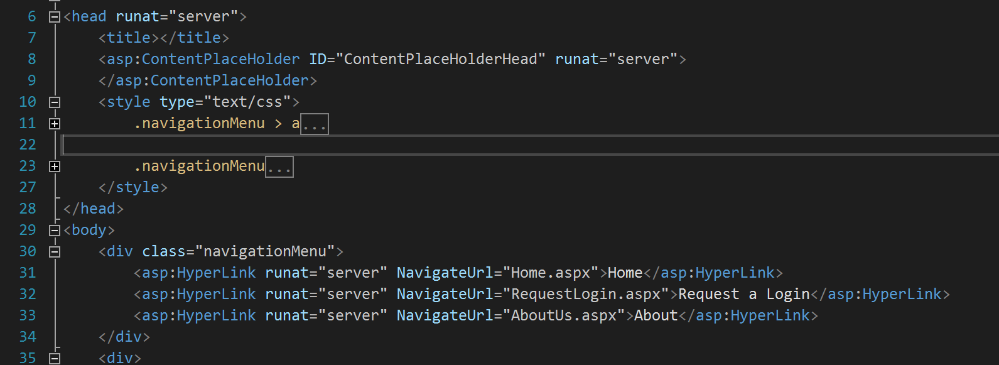 6 <head runat="server">
7 <title></title>
8 <asp:ContentPlaceHolder ID="ContentPlaceHolderHead" runat="server">
9 </asp:ContentPlaceHolder>
10 <style type="text/css">
11 .navigationMenu > a...
22
23 .navigationMenu...
27 </style>
28 </head>
29 <body>
30 <div class="navigationMenu">
31 <asp:HyperLink runat="server" NavigateUrl="Home.aspx">Home</asp:HyperLink>
32 <asp:HyperLink runat="server" NavigateUrl="RequestLogin.aspx">Request a Login</asp:HyperLink>
33 <asp:HyperLink runat="server" NavigateUrl="AboutUs.aspx">About</asp:HyperLink>
34 </div>
35 <div>